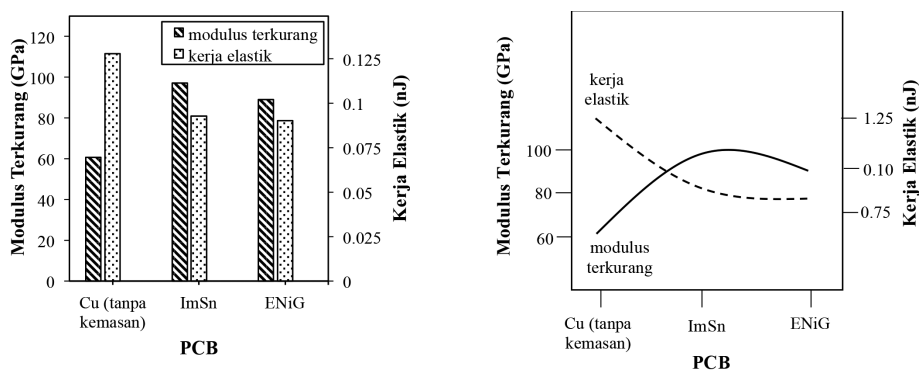 Modulus Terkurang (GPa)
120
100
80
60
40
20
0
modulus terkurang
kerja elastik
0.125
0.1
0.075
0.05
0.025
0
Kerja Elastik (nJ)
Cu (tanpa
kemasan)
ImSn
ENiG
PCB
Modulus Terkurang (GPa)
100
80
60
kerja
elastik
modulus
terkurang
1.25
0.10
0.75
Kerja Elastik (nJ)
Cu (tanpa
kemasan)
ImSn
ENiG
PCB